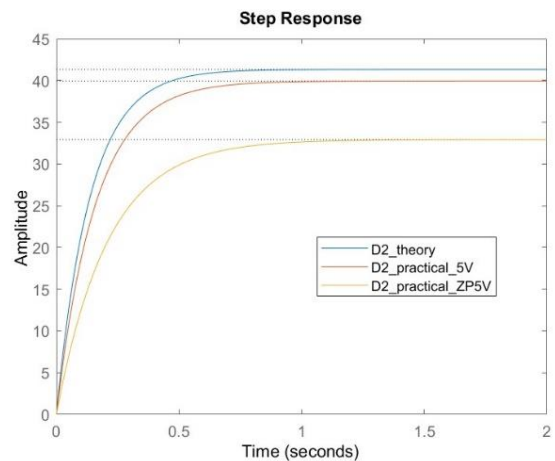 Step Response
45
40
35
30
25
20
15
10
5
0
Amplitude
D2_theory
D2_practical_5V
D2_practical_ZP5V
0
0.5
1
1.5
2
Time (seconds)